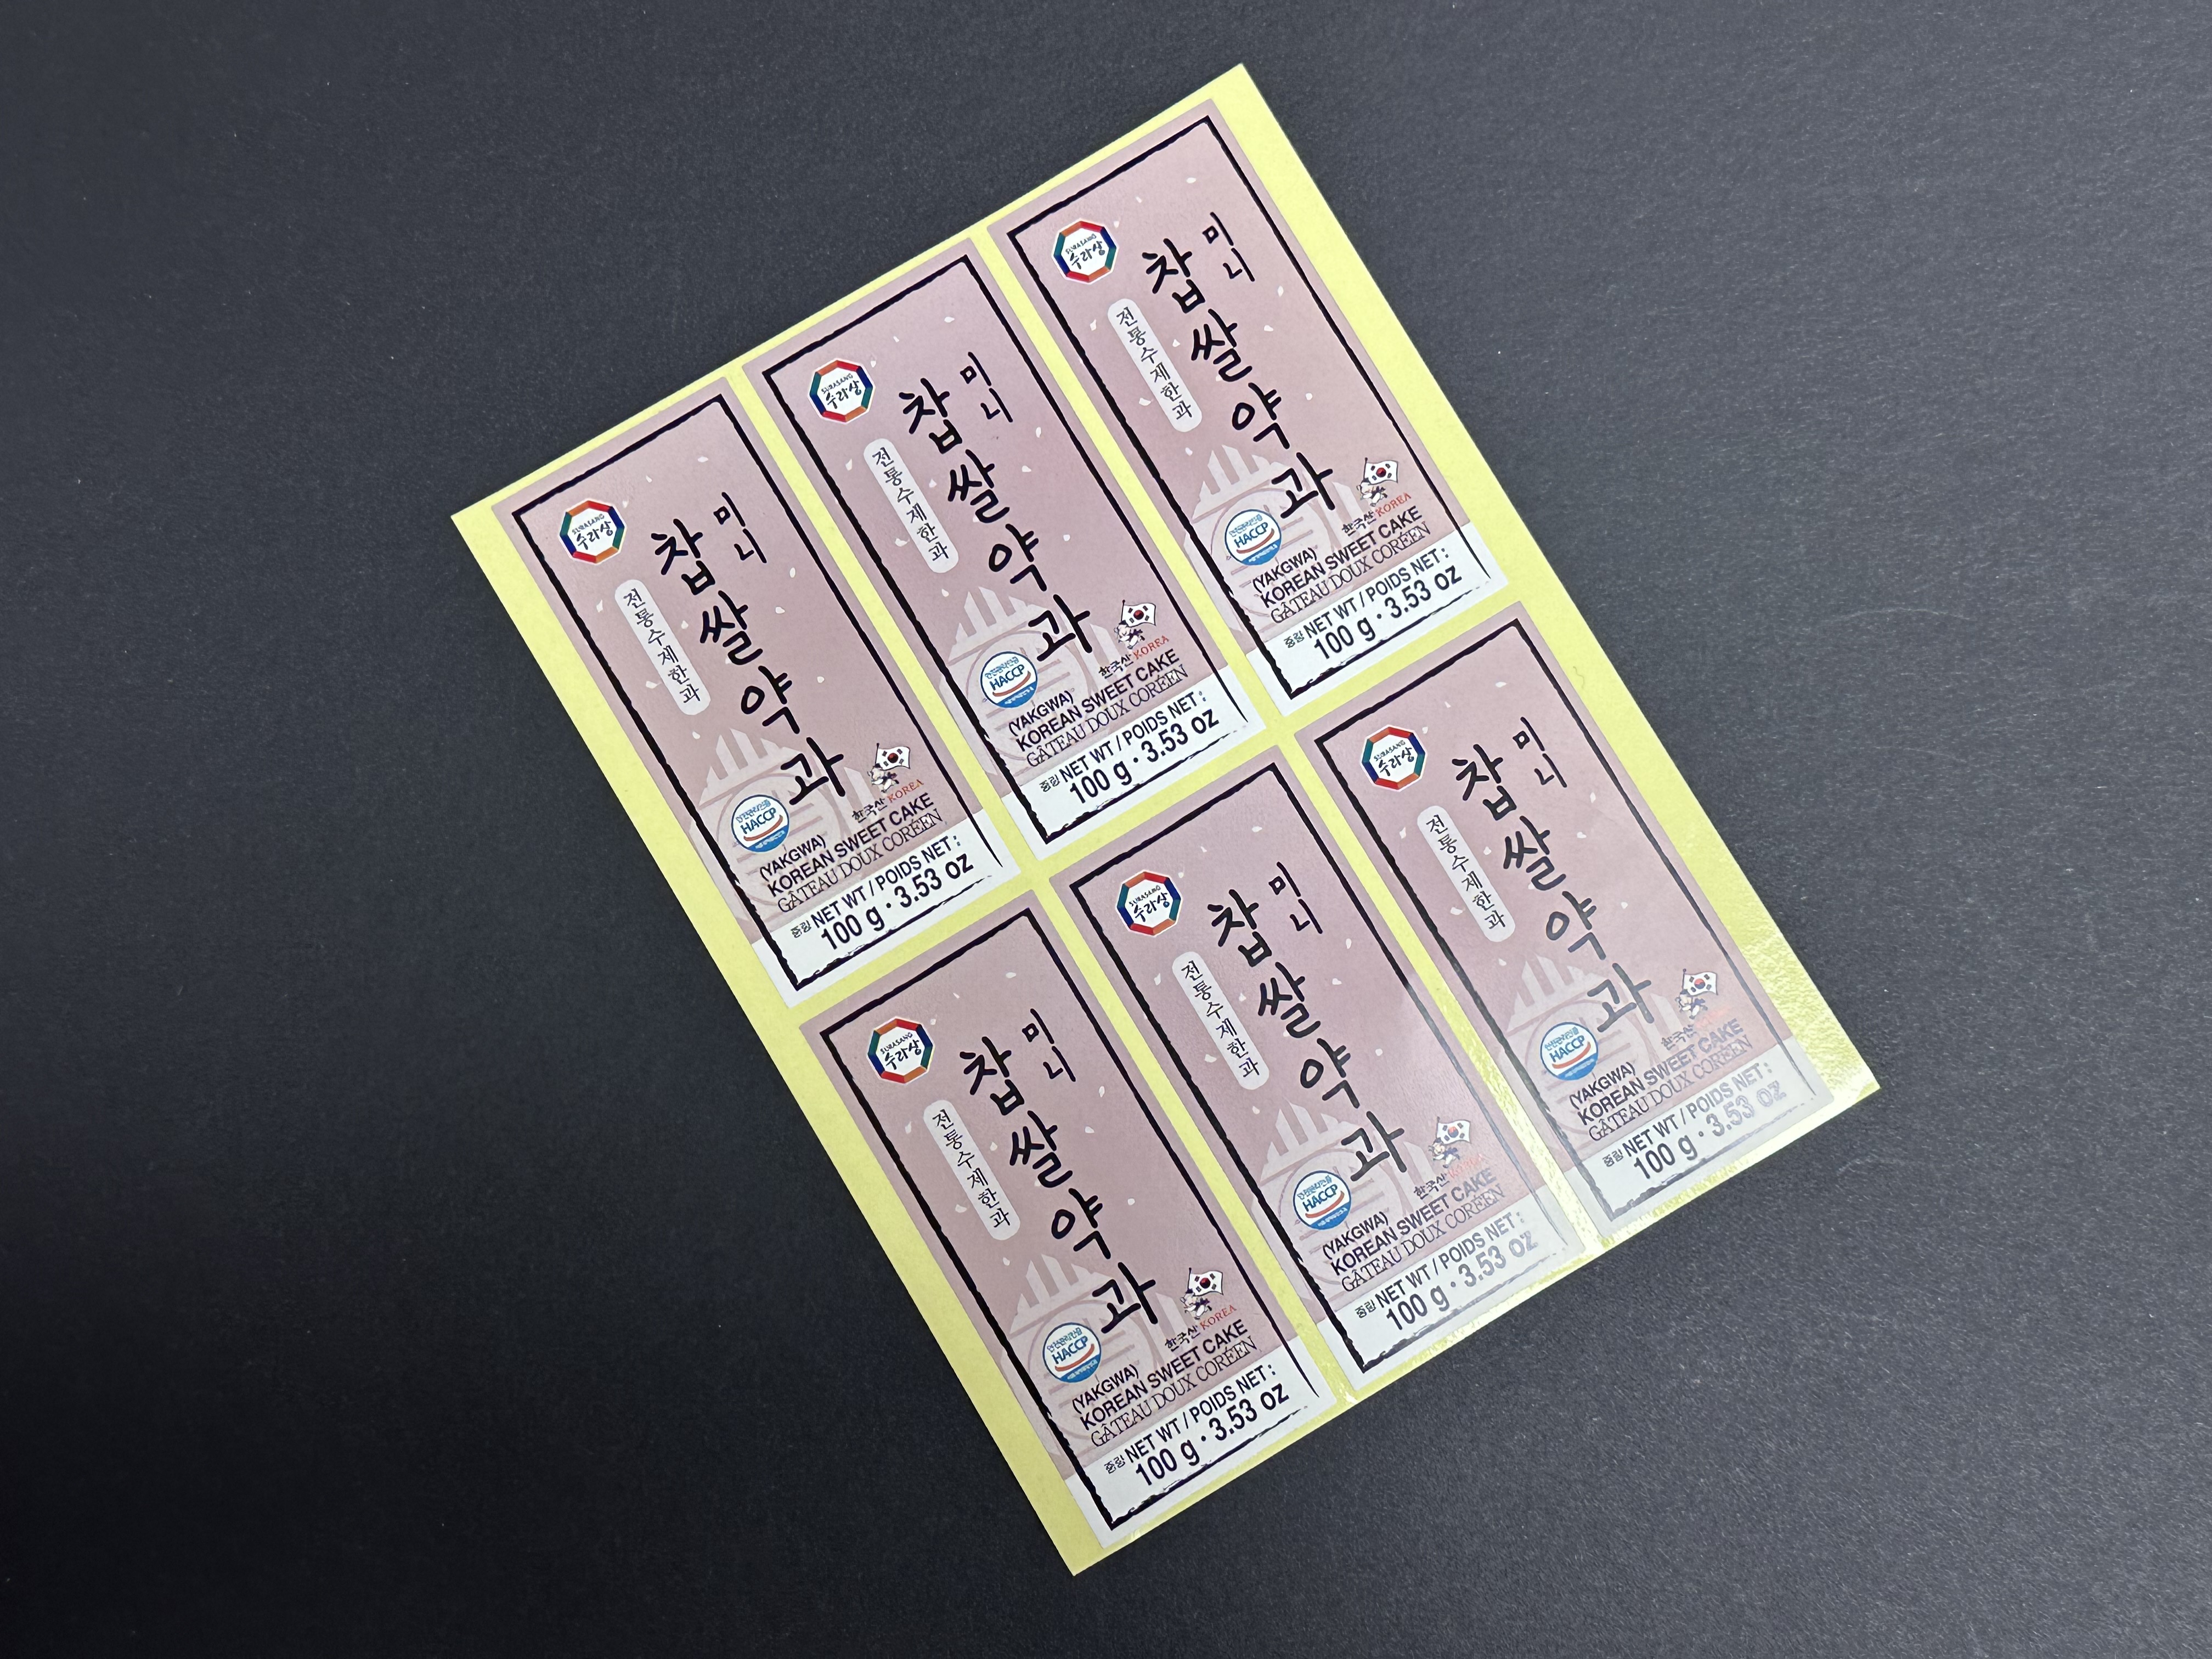 SURASANG
수라상
미니
찹쌀약과
전통수제한과
HACCP
한국산 KOREA
(YAKGWA)
KOREAN SWEET CAKE
GÂTEAU DOUX CORÉEN
중량 NET WT / POIDS NET :
100 g · 3.53 oz
SURASANG
수라상
미니
찹쌀약과
전통수제한과
HACCP
한국산 KOREA
(YAKGWA)
KOREAN SWEET CAKE
GÂTEAU DOUX CORÉEN
중량 NET WT / POIDS NET :
100 g · 3.53 oz
SURASANG
수라상
미니
찹쌀약과
전통수제한과
HACCP
한국산 KOREA
(YAKGWA)
KOREAN SWEET CAKE
GÂTEAU DOUX CORÉEN
중량 NET WT / POIDS NET :
100 g · 3.53 oz
SURASANG
수라상
미니
찹쌀약과
전통수제한과
HACCP
한국산 KOREA
(YAKGWA)
KOREAN SWEET CAKE
GÂTEAU DOUX CORÉEN
중량 NET WT / POIDS NET :
100 g · 3.53 oz
SURASANG
수라상
미니
찹쌀약과
전통수제한과
HACCP
한국산 KOREA
(YAKGWA)
KOREAN SWEET CAKE
GÂTEAU DOUX CORÉEN
중량 NET WT / POIDS NET :
100 g · 3.53 oz
SURASANG
수라상
미니
찹쌀약과
전통수제한과
HACCP
한국산 KOREA
(YAKGWA)
KOREAN SWEET CAKE
GÂTEAU DOUX CORÉEN
중량 NET WT / POIDS NET :
100 g · 3.53 oz